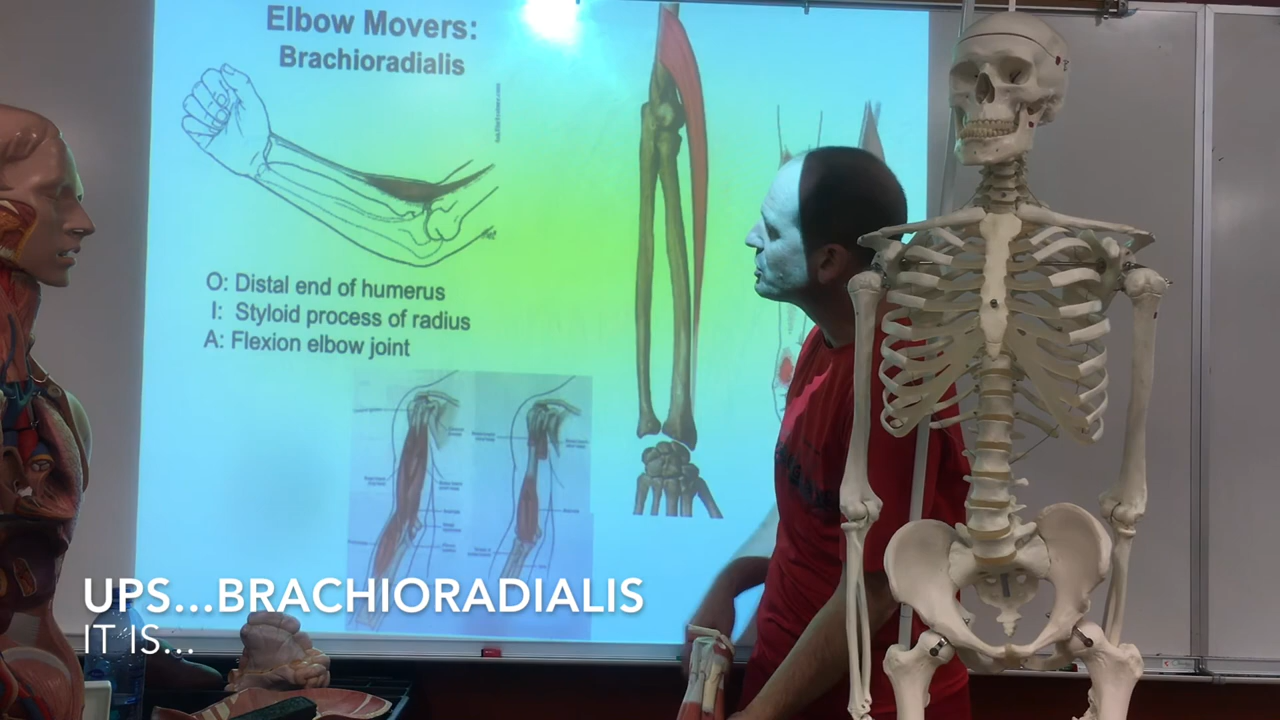 Elbow Movers:
Brachioradialis
O: Distal end of humerus
I: Styloid process of radius
A: Flexion elbow joint
UPS...BRACHIORADIALIS
IT IS...